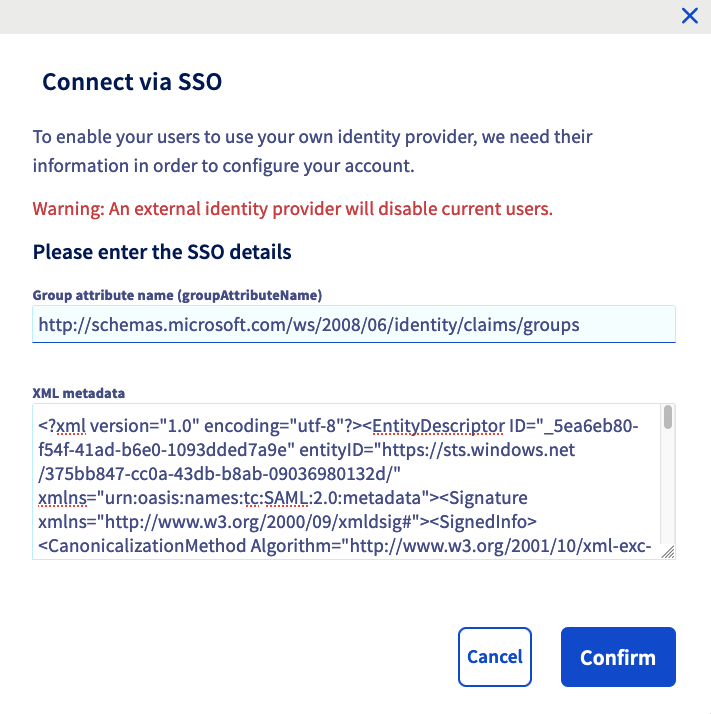 Connect via SSO
To enable your users to use your own identity provider, we need their
information in order to configure your account.
Warning: An external identity provider will disable current users.
Please enter the SSO details
Group attribute name (groupAttributeName)
http://schemas.microsoft.com/ws/2008/06/identity/claims/groups
XML metadata
<?xml version="1.0" encoding="utf-8"?><EntityDescriptor ID="_5ea6eb80-
f54f-41ad-b6e0-1093dded7a9e" entityID="https://sts.windows.net
/375bb847-cc0a-43db-b8ab-09036980132d/"
xmlns="urn:oasis:names:tc:SAML:2.0:metadata"><Signature
xmlns="http://www.w3.org/2000/09/xmldsig#"><SignedInfo>
<CanonicalizationMethod Algorithm="http://www.w3.org/2001/10/xml-exc-
Cancel
Confirm